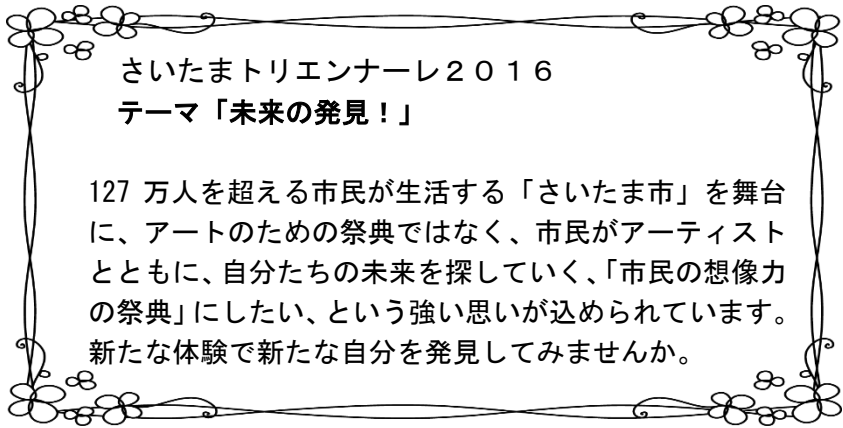 さいたまトリエンナーレ２０１６
テーマ「未来の発見！」
127 万人を超える市民が生活する「さいたま市」を舞台
に、アートのための祭典ではなく、市民がアーティスト
とともに、自分たちの未来を探していく、「市民の想像力
の祭典」にしたい、という強い思いが込められています。
新たな体験で新たな自分を発見してみませんか。